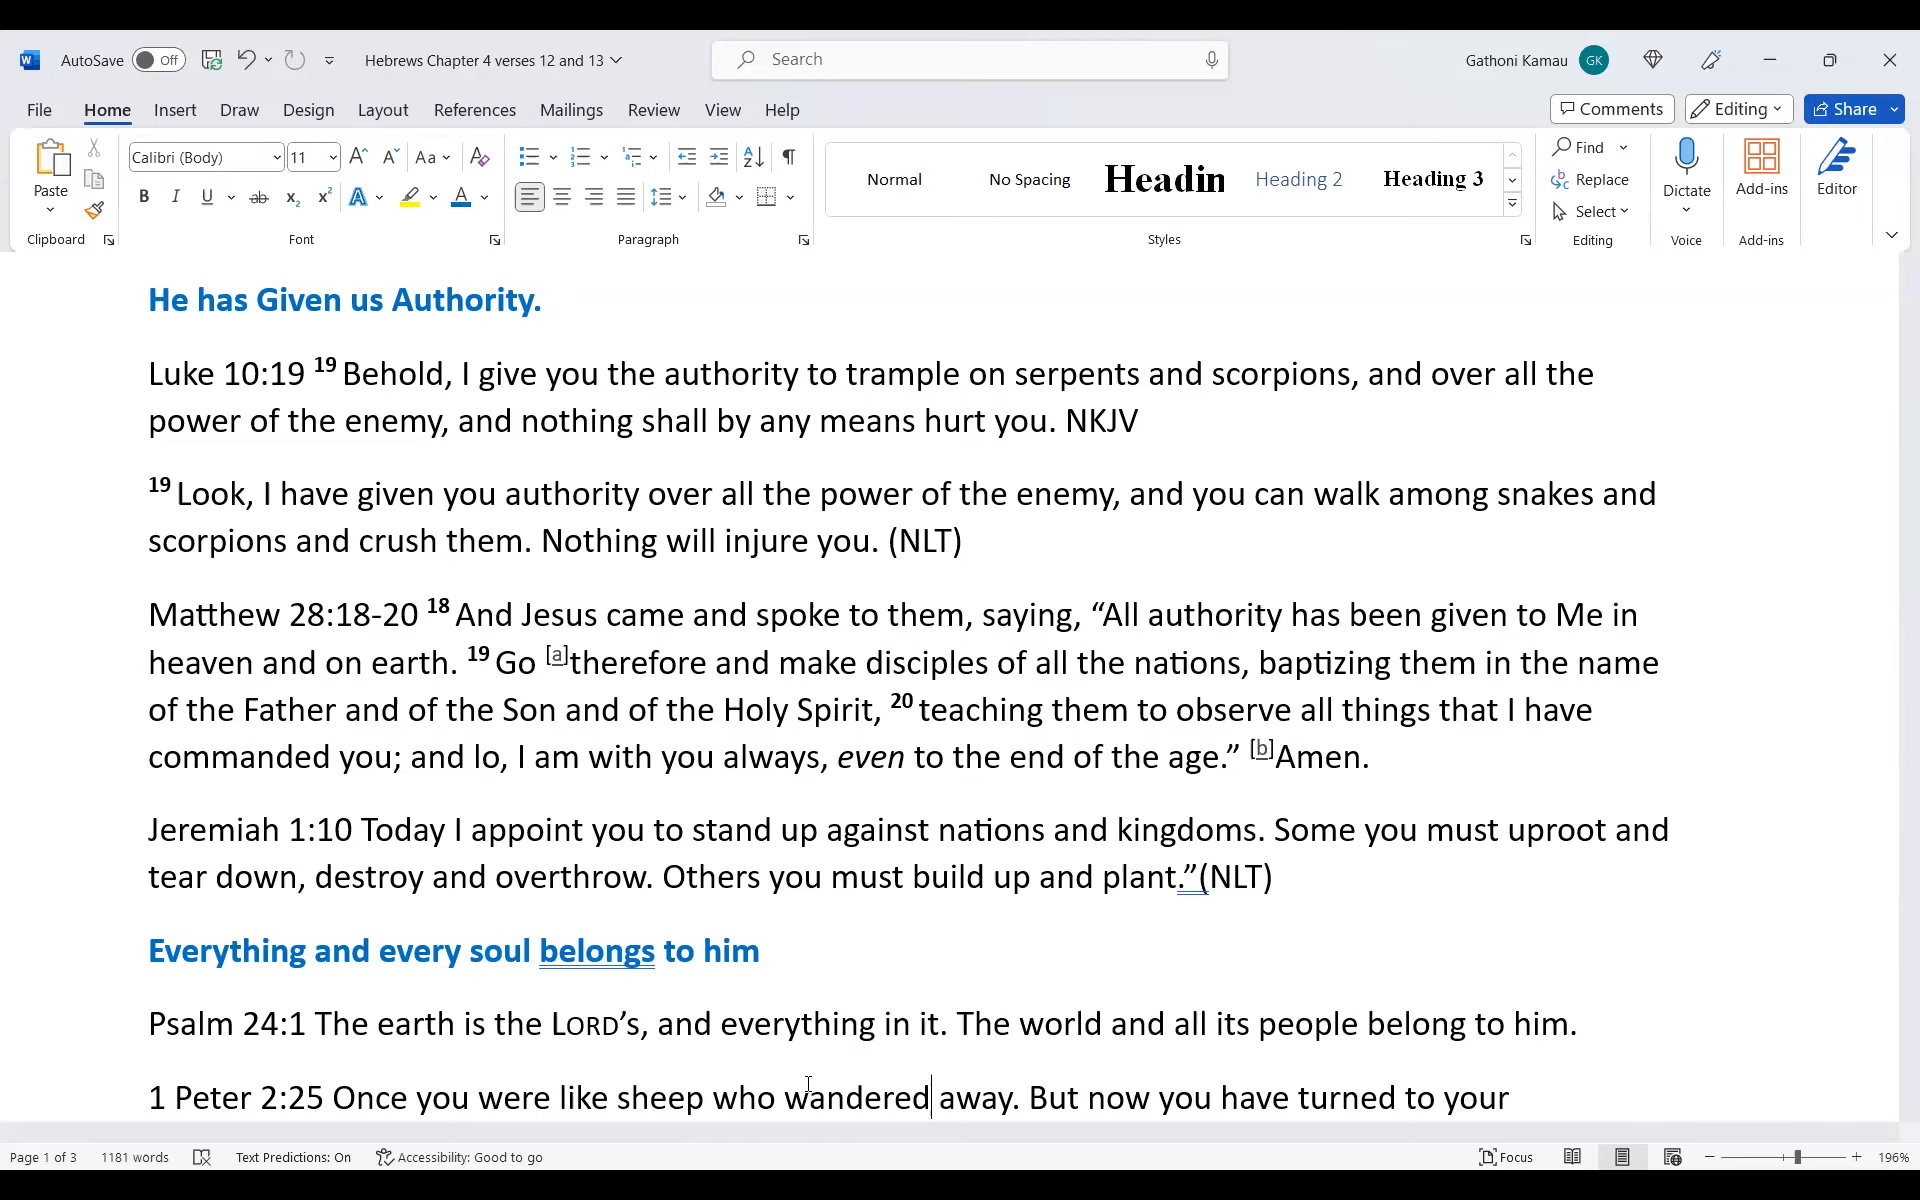 AutoSave Off Hebrews Chapter 4 verses 12 and 13 Search Gathoni Kamau GK
File Home Insert Draw Design Layout References Mailings Review View Help Comments Editing Share
Paste Calibri (Body) 11 Aa Normal No Spacing Headin Heading 2 Heading 3 Find Replace Select Dictate Add-ins Editor
Clipboard Font Paragraph Styles Editing Voice Add-ins
He has Given us Authority.
Luke 10:19 19 Behold, I give you the authority to trample on serpents and scorpions, and over all the
power of the enemy, and nothing shall by any means hurt you. NKJV
19 Look, I have given you authority over all the power of the enemy, and you can walk among snakes and
scorpions and crush them. Nothing will injure you. (NLT)
Matthew 28:18-20 18 And Jesus came and spoke to them, saying, “All authority has been given to Me in
heaven and on earth. 19 Go [a]therefore and make disciples of all the nations, baptizing them in the name
of the Father and of the Son and of the Holy Spirit, 20 teaching them to observe all things that I have
commanded you; and lo, I am with you always, even to the end of the age.” [b]Amen.
Jeremiah 1:10 Today I appoint you to stand up against nations and kingdoms. Some you must uproot and
tear down, destroy and overthrow. Others you must build up and plant.”(NLT)
Everything and every soul belongs to him
Psalm 24:1 The earth is the LORD’s, and everything in it. The world and all its people belong to him.
1 Peter 2:25 Once you were like sheep who wandered away. But now you have turned to your
Page 1 of 3 1181 words Text Predictions: On Accessibility: Good to go Focus 196%